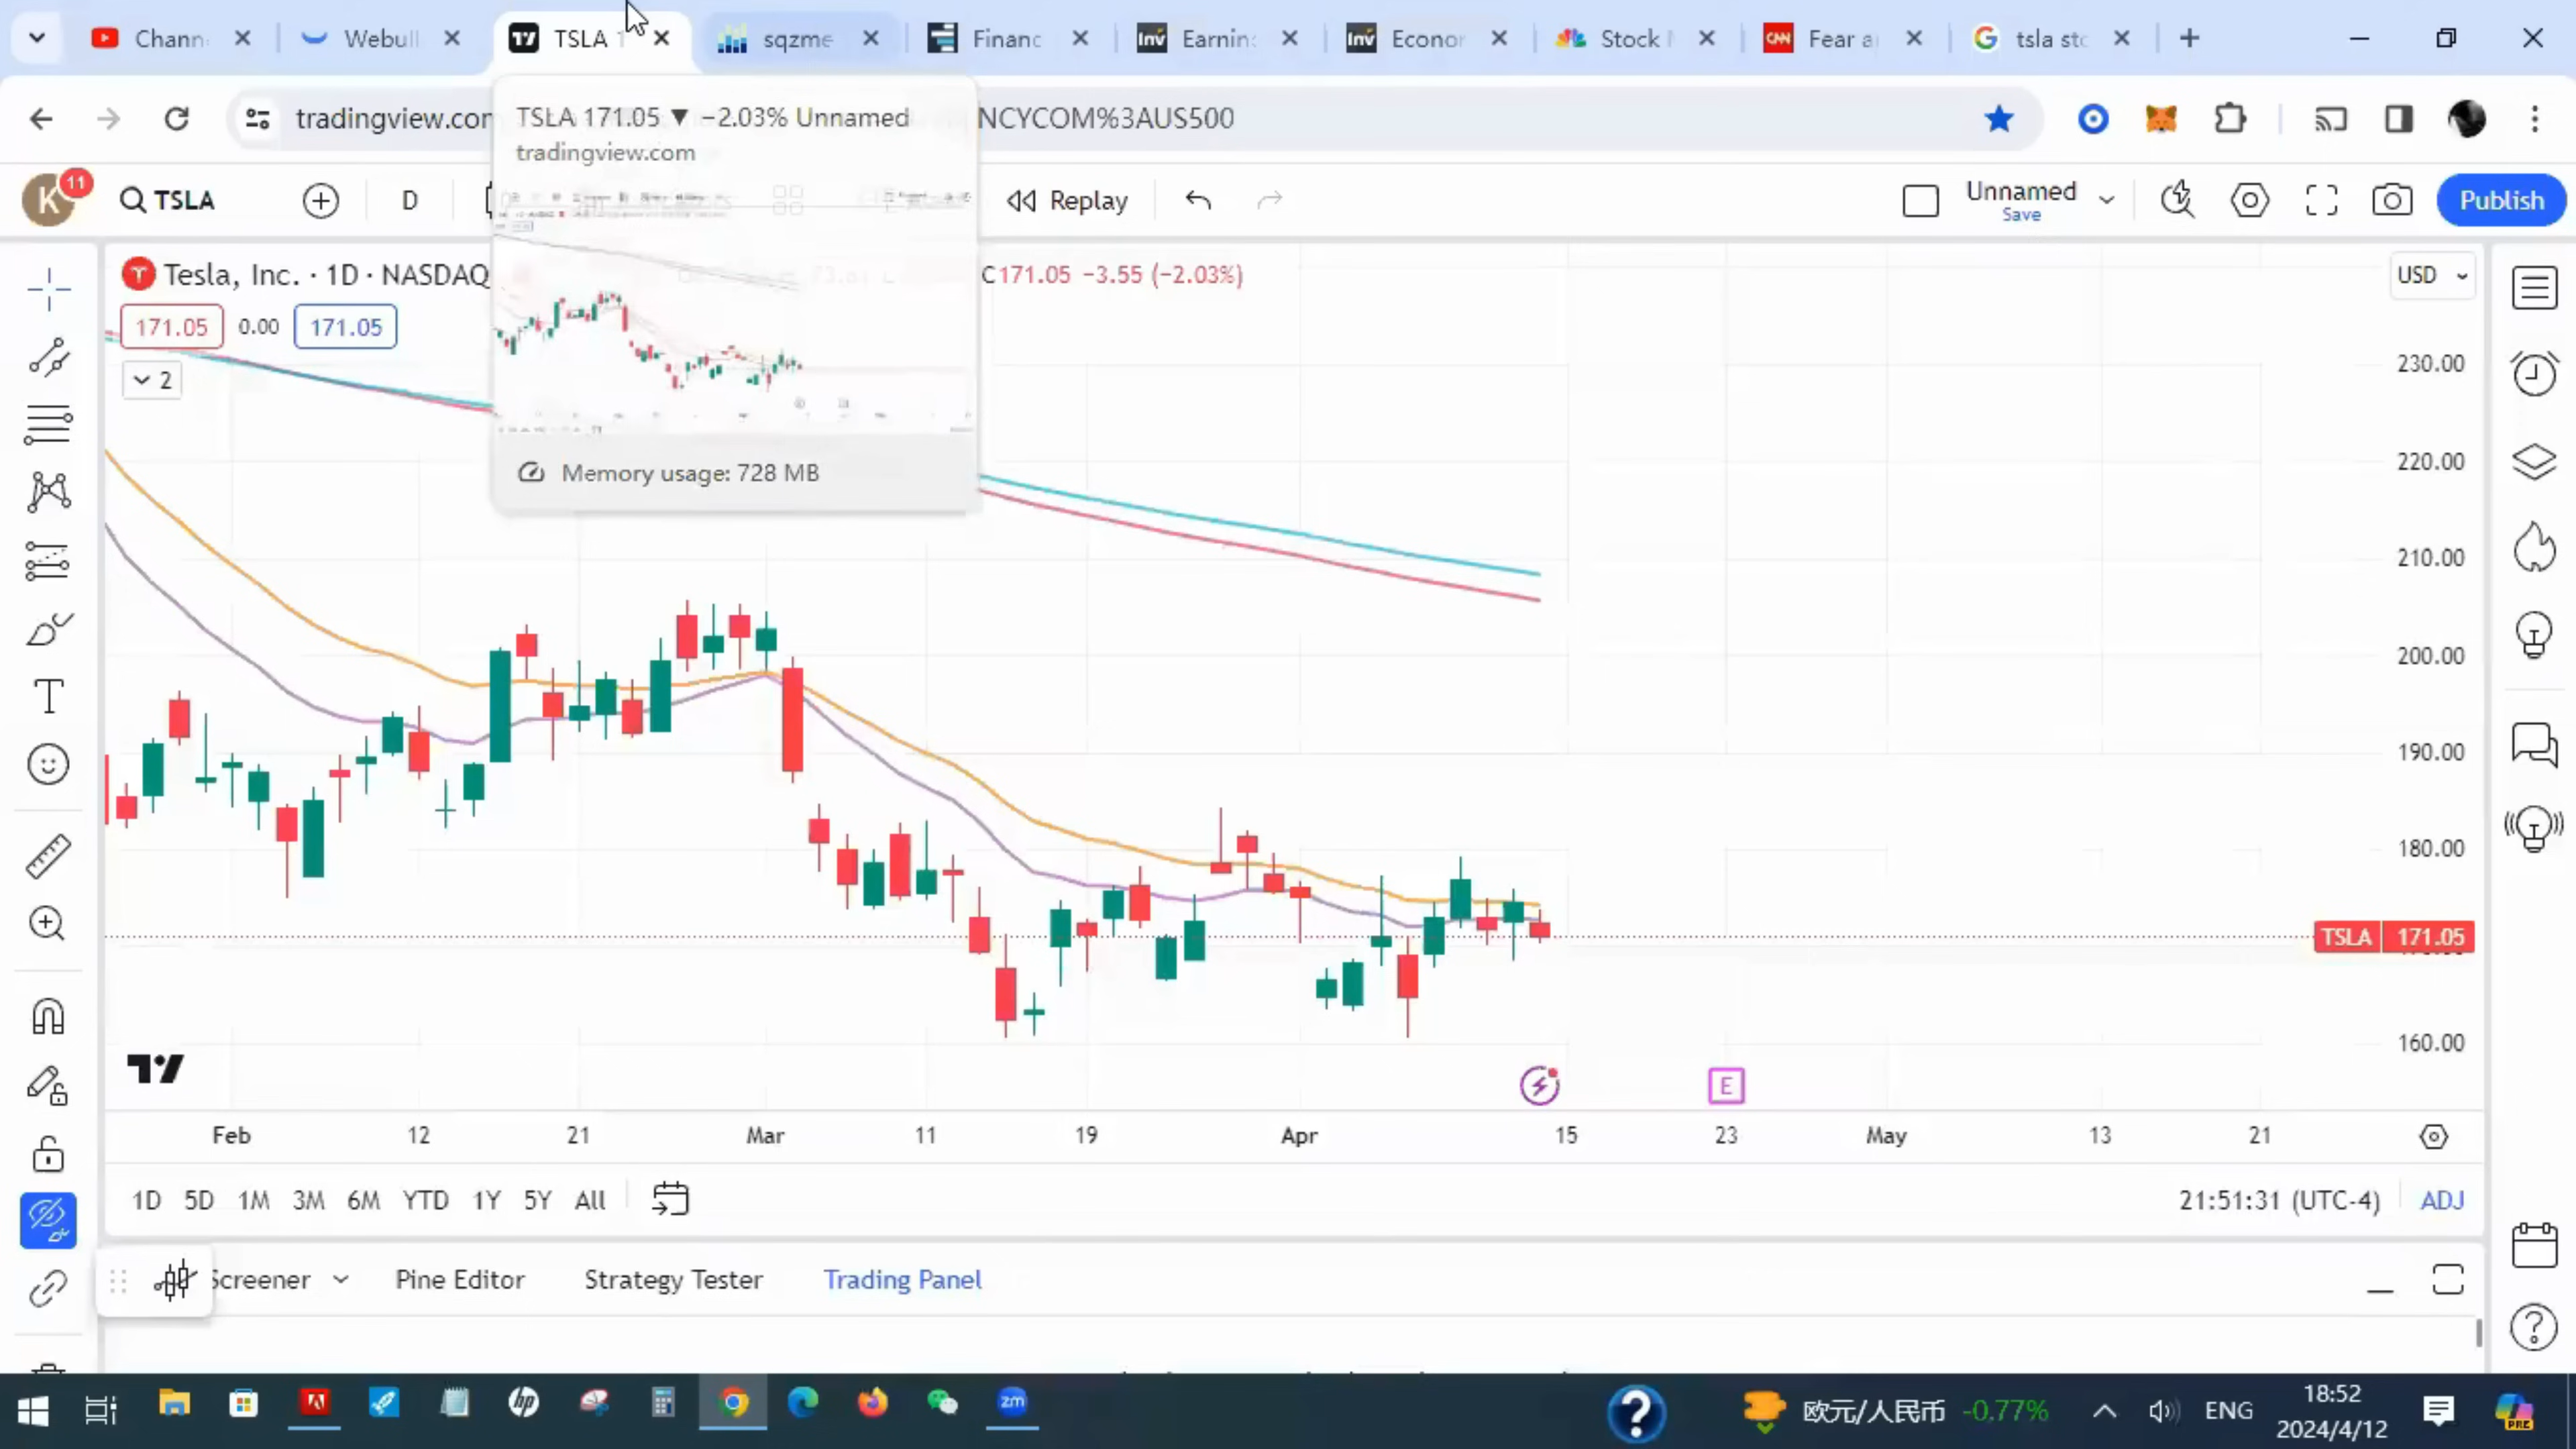 Chann
Webull
TSLA 1
sqzme
Financ
Earnin
Econor
Stock
Fear a
tsla sto
TSLA 171.05 ▼ −2.03% Unnamed
tradingview.com
tradingview.com
NCYCOM%3AUS500
K
11
TSLA
D
Replay
Unnamed
Save
Publish
Tesla, Inc. · 1D · NASDAQ
C171.05 −3.55 (−2.03%)
USD
171.05
0.00
171.05
2
Memory usage: 728 MB
230.00
220.00
210.00
200.00
190.00
180.00
TSLA 171.05
160.00
E
Feb
12
21
Mar
11
19
Apr
15
23
May
13
21
1D
5D
1M
3M
6M
YTD
1Y
5Y
All
21:51:31 (UTC-4)
ADJ
Screener
Pine Editor
Strategy Tester
Trading Panel
欧元/人民币 -0.77%
ENG
18:52
2024/4/12